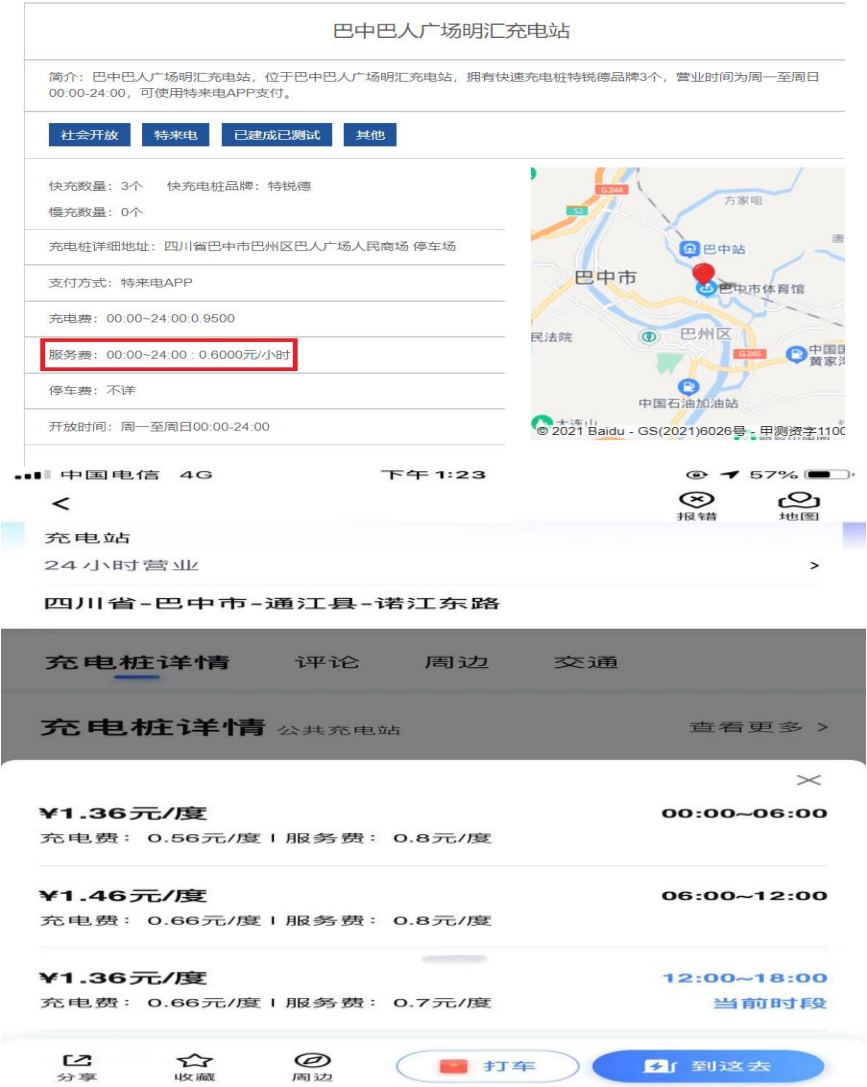 巴中巴人广场明汇充电站
简介：巴中巴人广场明汇充电站，位于巴中巴人广场明汇充电站，拥有快速充电桩特锐德品牌3个，营业时间为周一至周日
00:00-24:00，可使用特来电APP支付。
社会开放 特来电 已建成已测试 其他
快充数量：3个 快充电桩品牌：特锐德
慢充数量：0个
充电桩详细地址：四川省巴中市巴州区巴人广场人民商场 停车场
支付方式：特来电APP
充电费：00:00~24:00:0.9500
服务费：00:00~24:00 : 0.6000元/小时
停车费：不详
开放时间：周一至周日00:00-24:00
G244
方家咀
S2
唐
巴中站
巴中市
巴中市体育馆
民法院
巴州区
G245
中国国
黄家沟
中国石油加油站
大连山
© 2021 Baidu - GS(2021)6026号 - 甲测资字1100
中国电信 4G 下午1:23 57%
报错 地图
充电站
24小时营业
四川省-巴中市-通江县-诺江东路
充电桩详情 评论 周边 交通
充电桩详情 公共充电站 查看更多
¥1.36元/度 00:00~06:00
充电费：0.56元/度 | 服务费：0.8元/度
¥1.46元/度 06:00~12:00
充电费：0.66元/度 | 服务费：0.8元/度
¥1.36元/度 12:00~18:00
充电费：0.66元/度 | 服务费：0.7元/度 当前时段
分享 收藏 周边 打车 到这去